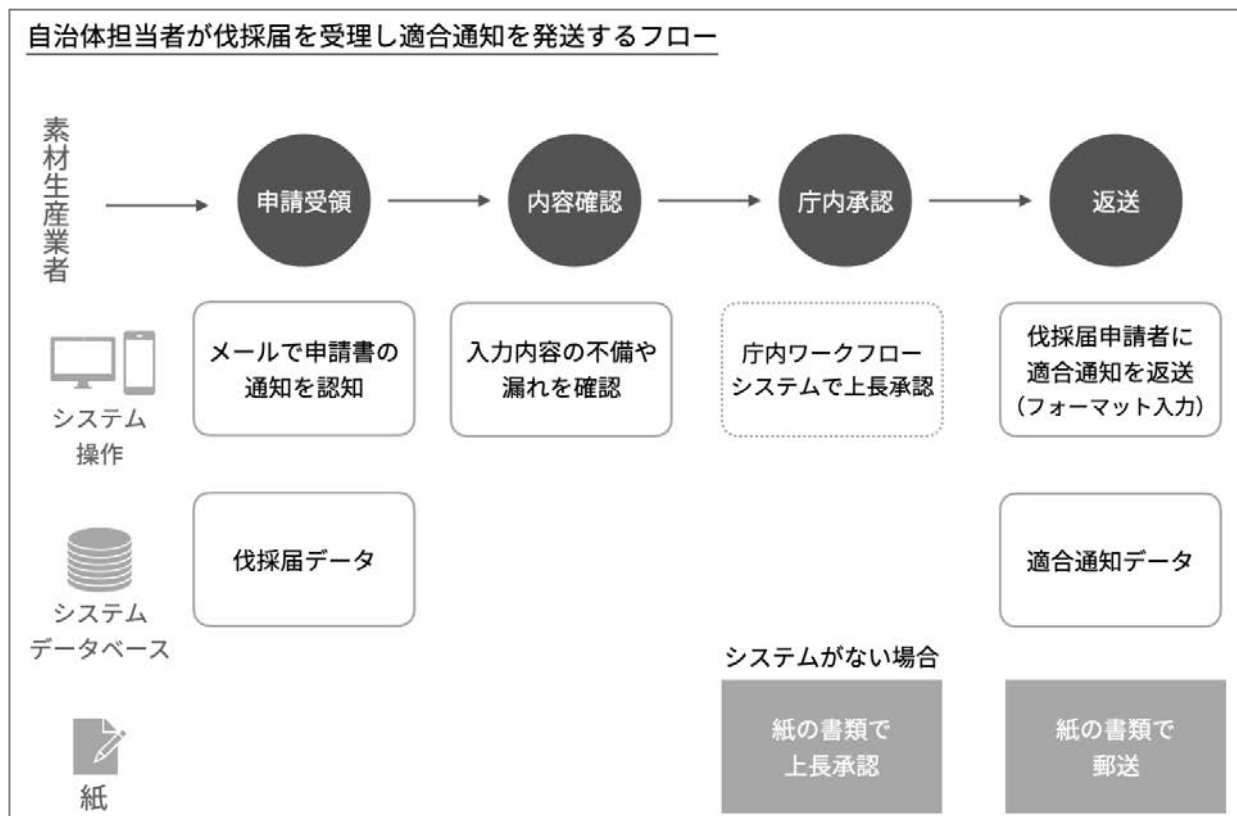 自治体担当者が伐採届を受理し適合通知を発送するフロー
素材生産業者
申請受領
内容確認
庁内承認
返送
システム
操作
メールで申請書の
通知を認知
入力内容の不備や
漏れを確認
庁内ワークフロー
システムで上長承認
伐採届申請者に
適合通知を返送
（フォーマット入力）
システム
データベース
伐採届データ
適合通知データ
紙
システムがない場合
紙の書類で
上長承認
紙の書類で
郵送